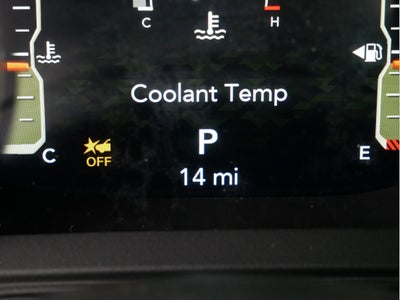 C H
Coolant Temp
P
C OFF E
14 mi